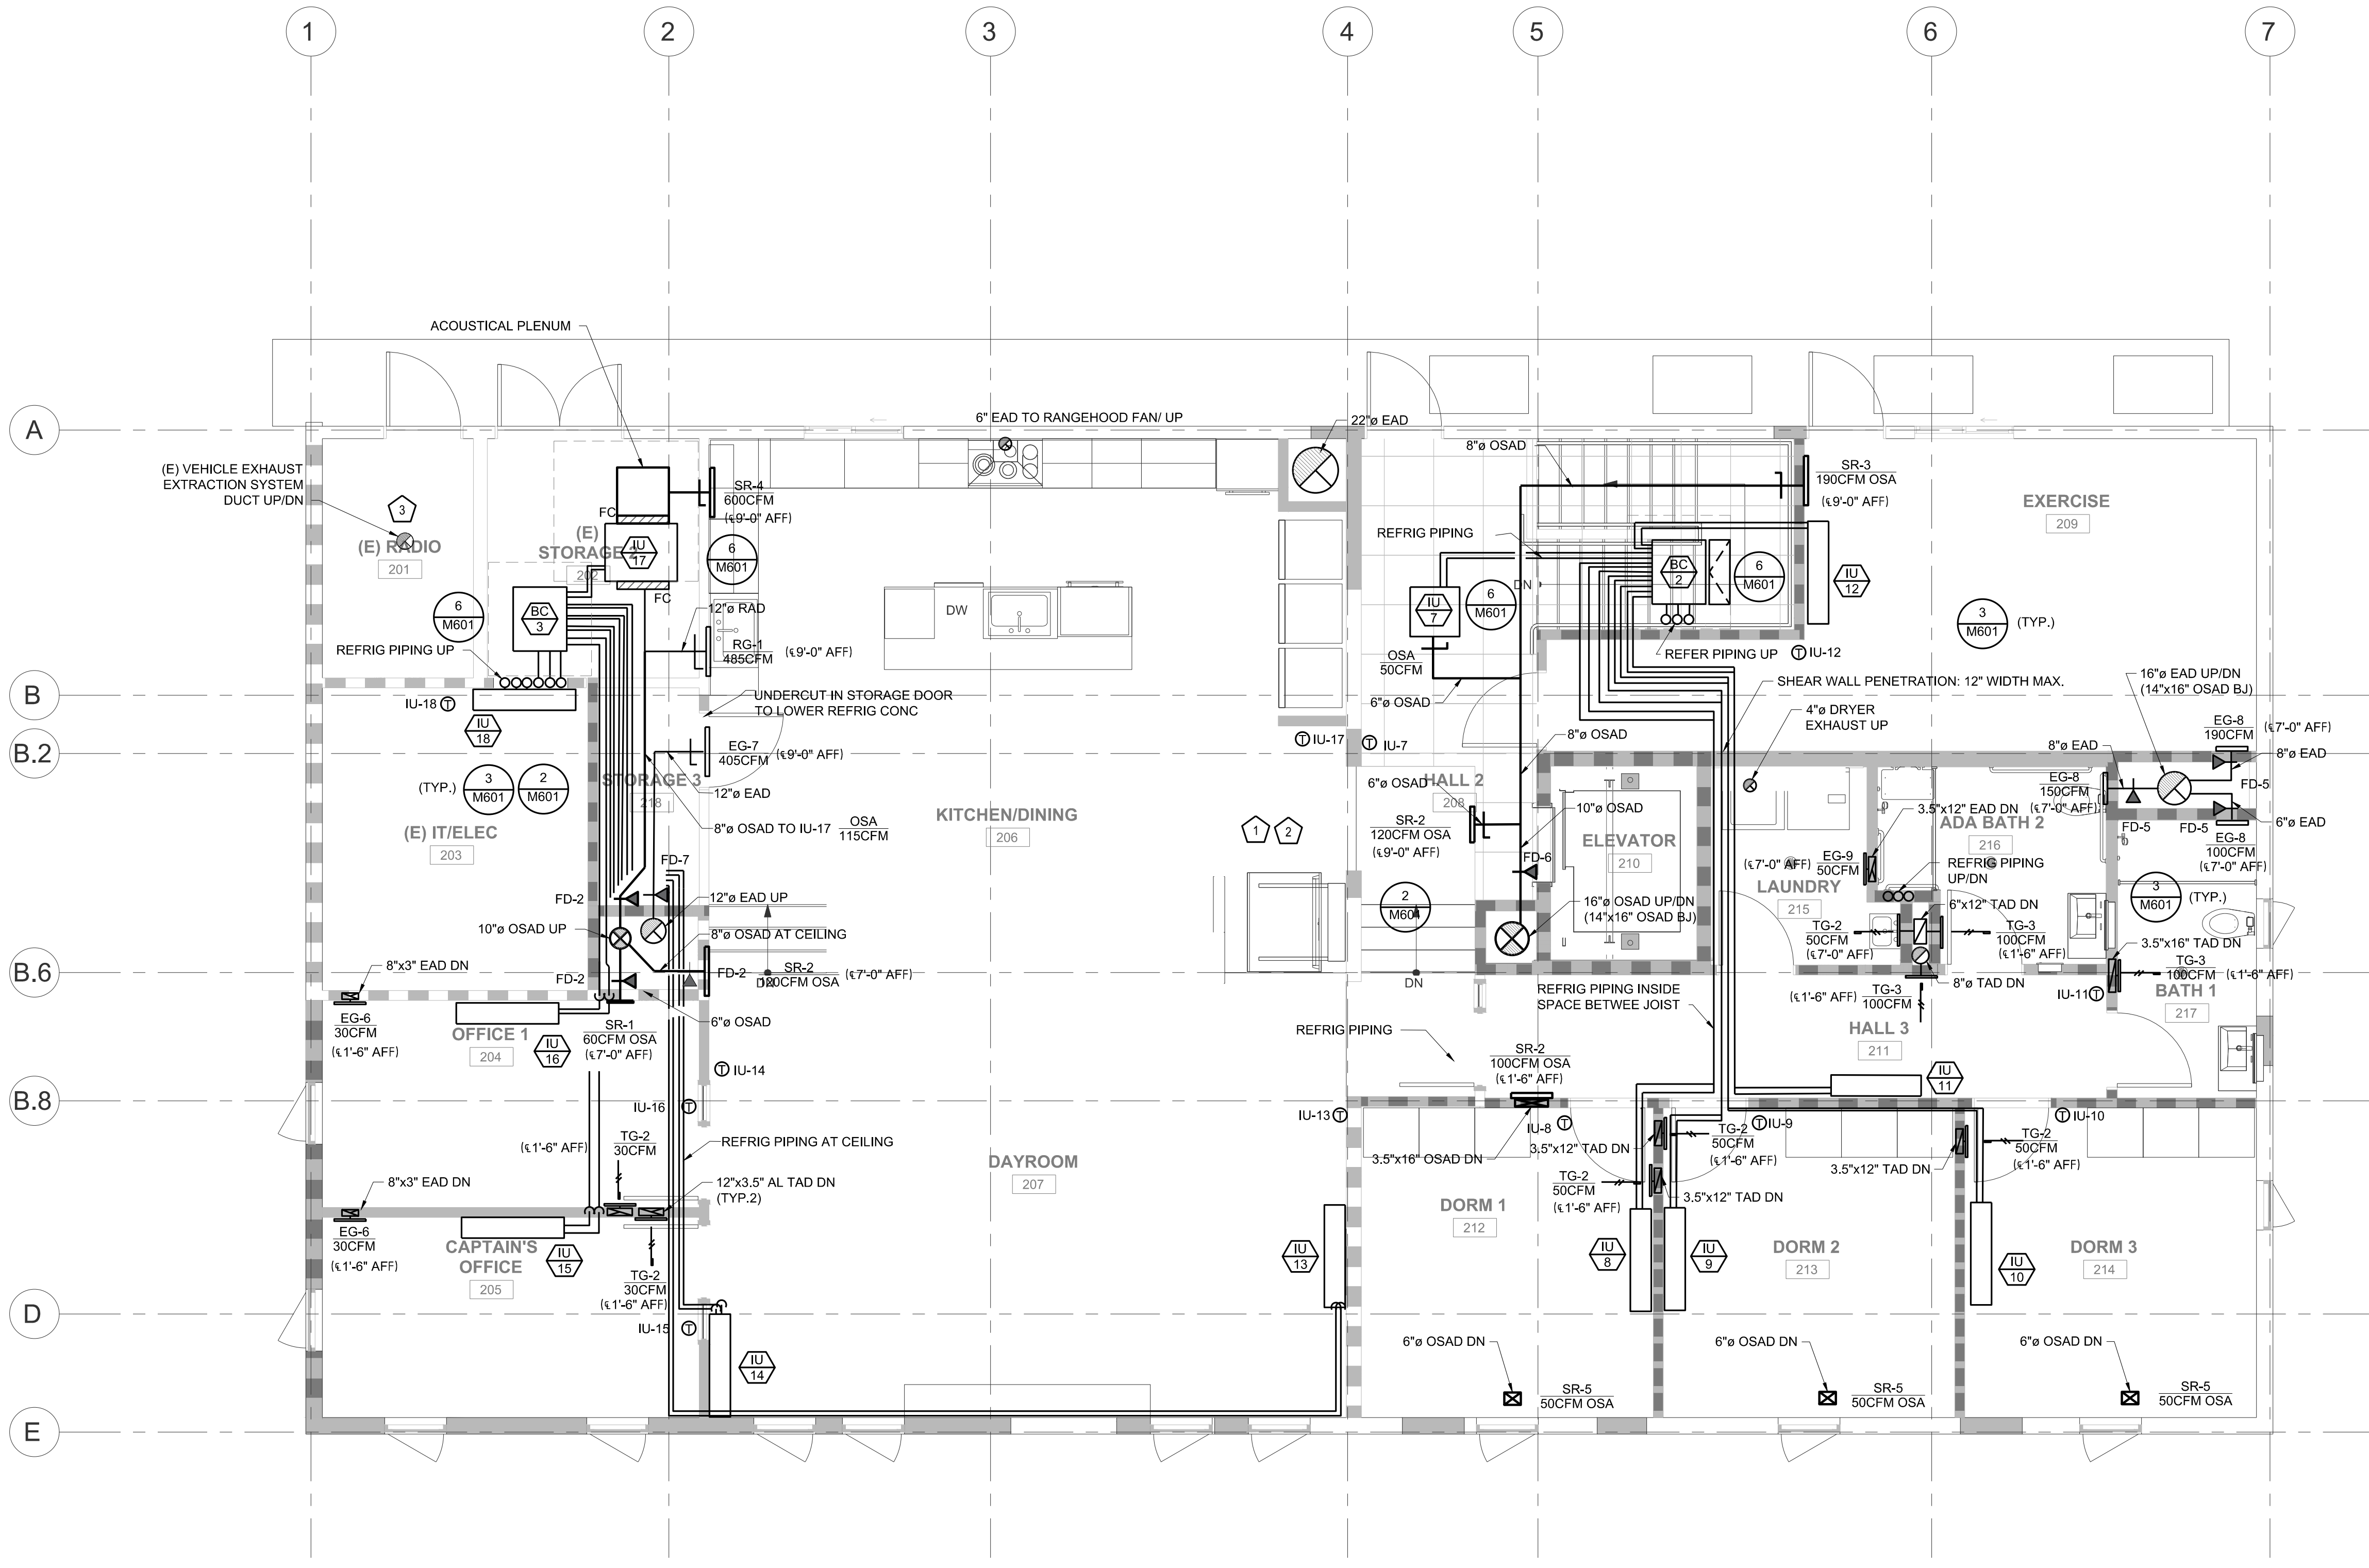 1
2
3
4
5
6
7
A
B
B.2
B.6
B.8
D
E
ACOUSTICAL PLENUM
(E) VEHICLE EXHAUST
EXTRACTION SYSTEM
DUCT UP/DN
3
(E) RADIO
201
(E)
STORAGE 2
202
FC
IU
17
FC
BC
3
6
M601
REFRIG PIPING UP
IU-18 T
IU
18
SR-4
600CFM
(℄9'-0" AFF)
6
M601
12"ø RAD
RG-1
485CFM
(℄9'-0" AFF)
UNDERCUT IN STORAGE DOOR
TO LOWER REFRIG CONC
EG-7
405CFM
(℄9'-0" AFF)
12"ø EAD
STORAGE 3
218
(TYP.)
3
M601
2
M601
(E) IT/ELEC
203
8"ø OSAD TO IU-17
OSA
115CFM
FD-7
FD-2
12"ø EAD UP
10"ø OSAD UP
8"ø OSAD AT CEILING
FD-2
FD-2
SR-2
120CFM OSA
(℄7'-0" AFF)
DN
8"x3" EAD DN
EG-6
30CFM
(℄1'-6" AFF)
OFFICE 1
204
IU
16
SR-1
60CFM OSA
(℄7'-0" AFF)
6"ø OSAD
T IU-14
IU-16 T
(℄1'-6" AFF)
TG-2
30CFM
REFRIG PIPING AT CEILING
12"x3.5" AL TAD DN
(TYP.2)
8"x3" EAD DN
EG-6
30CFM
(℄1'-6" AFF)
CAPTAIN'S
OFFICE
205
IU
15
TG-2
30CFM
(℄1'-6" AFF)
IU-15 T
IU
14
6" EAD TO RANGEHOOD FAN/ UP
22"ø EAD
DW
KITCHEN/DINING
206
1
2
DAYROOM
207
T IU-17
T IU-7
IU-13 T
IU
13
8"ø OSAD
SR-3
190CFM OSA
(℄9'-0" AFF)
REFRIG PIPING
IU
7
6
M601
DN
BC
2
6
M601
IU
12
EXERCISE
209
3
M601
(TYP.)
OSA
50CFM
REFER PIPING UP
T IU-12
6"ø OSAD
SHEAR WALL PENETRATION: 12" WIDTH MAX.
4"ø DRYER
EXHAUST UP
8"ø OSAD
6"ø OSAD
HALL 2
208
10"ø OSAD
SR-2
120CFM OSA
(℄9'-0" AFF)
FD-6
ELEVATOR
210
2
M601
16"ø OSAD UP/DN
(14"x16" OSAD BJ)
DN
16"ø EAD UP/DN
(14"x16" OSAD BJ)
EG-8
190CFM
(℄7'-0" AFF)
8"ø EAD
8"ø EAD
FD-5
EG-8
150CFM
(℄7'-0" AFF)
FD-5
FD-5
6"ø EAD
EG-8
100CFM
(℄7'-0" AFF)
3.5"x12" EAD DN
ADA BATH 2
216
(℄7'-0" AFF)
EG-9
50CFM
REFRIG PIPING
UP/DN
LAUNDRY
215
6"x12" TAD DN
TG-2
50CFM
(℄7'-0" AFF)
TG-3
100CFM
(℄1'-6" AFF)
3
M601
(TYP.)
3.5"x16" TAD DN
TG-3
100CFM
(℄1'-6" AFF)
8"ø TAD DN
(℄1'-6" AFF)
TG-3
100CFM
IU-11 T
BATH 1
217
HALL 3
211
IU
11
REFRIG PIPING INSIDE
SPACE BETWEE JOIST
REFRIG PIPING
SR-2
100CFM OSA
(℄1'-6" AFF)
IU-8 T
3.5"x16" OSAD DN
3.5"x12" TAD DN
TG-2
50CFM
(℄1'-6" AFF)
T IU-9
TG-2
50CFM
(℄1'-6" AFF)
3.5"x12" TAD DN
T IU-10
TG-2
50CFM
(℄1'-6" AFF)
3.5"x12" TAD DN
DORM 1
212
IU
8
IU
9
DORM 2
213
IU
10
DORM 3
214
6"ø OSAD DN
SR-5
50CFM OSA
6"ø OSAD DN
SR-5
50CFM OSA
6"ø OSAD DN
SR-5
50CFM OSA